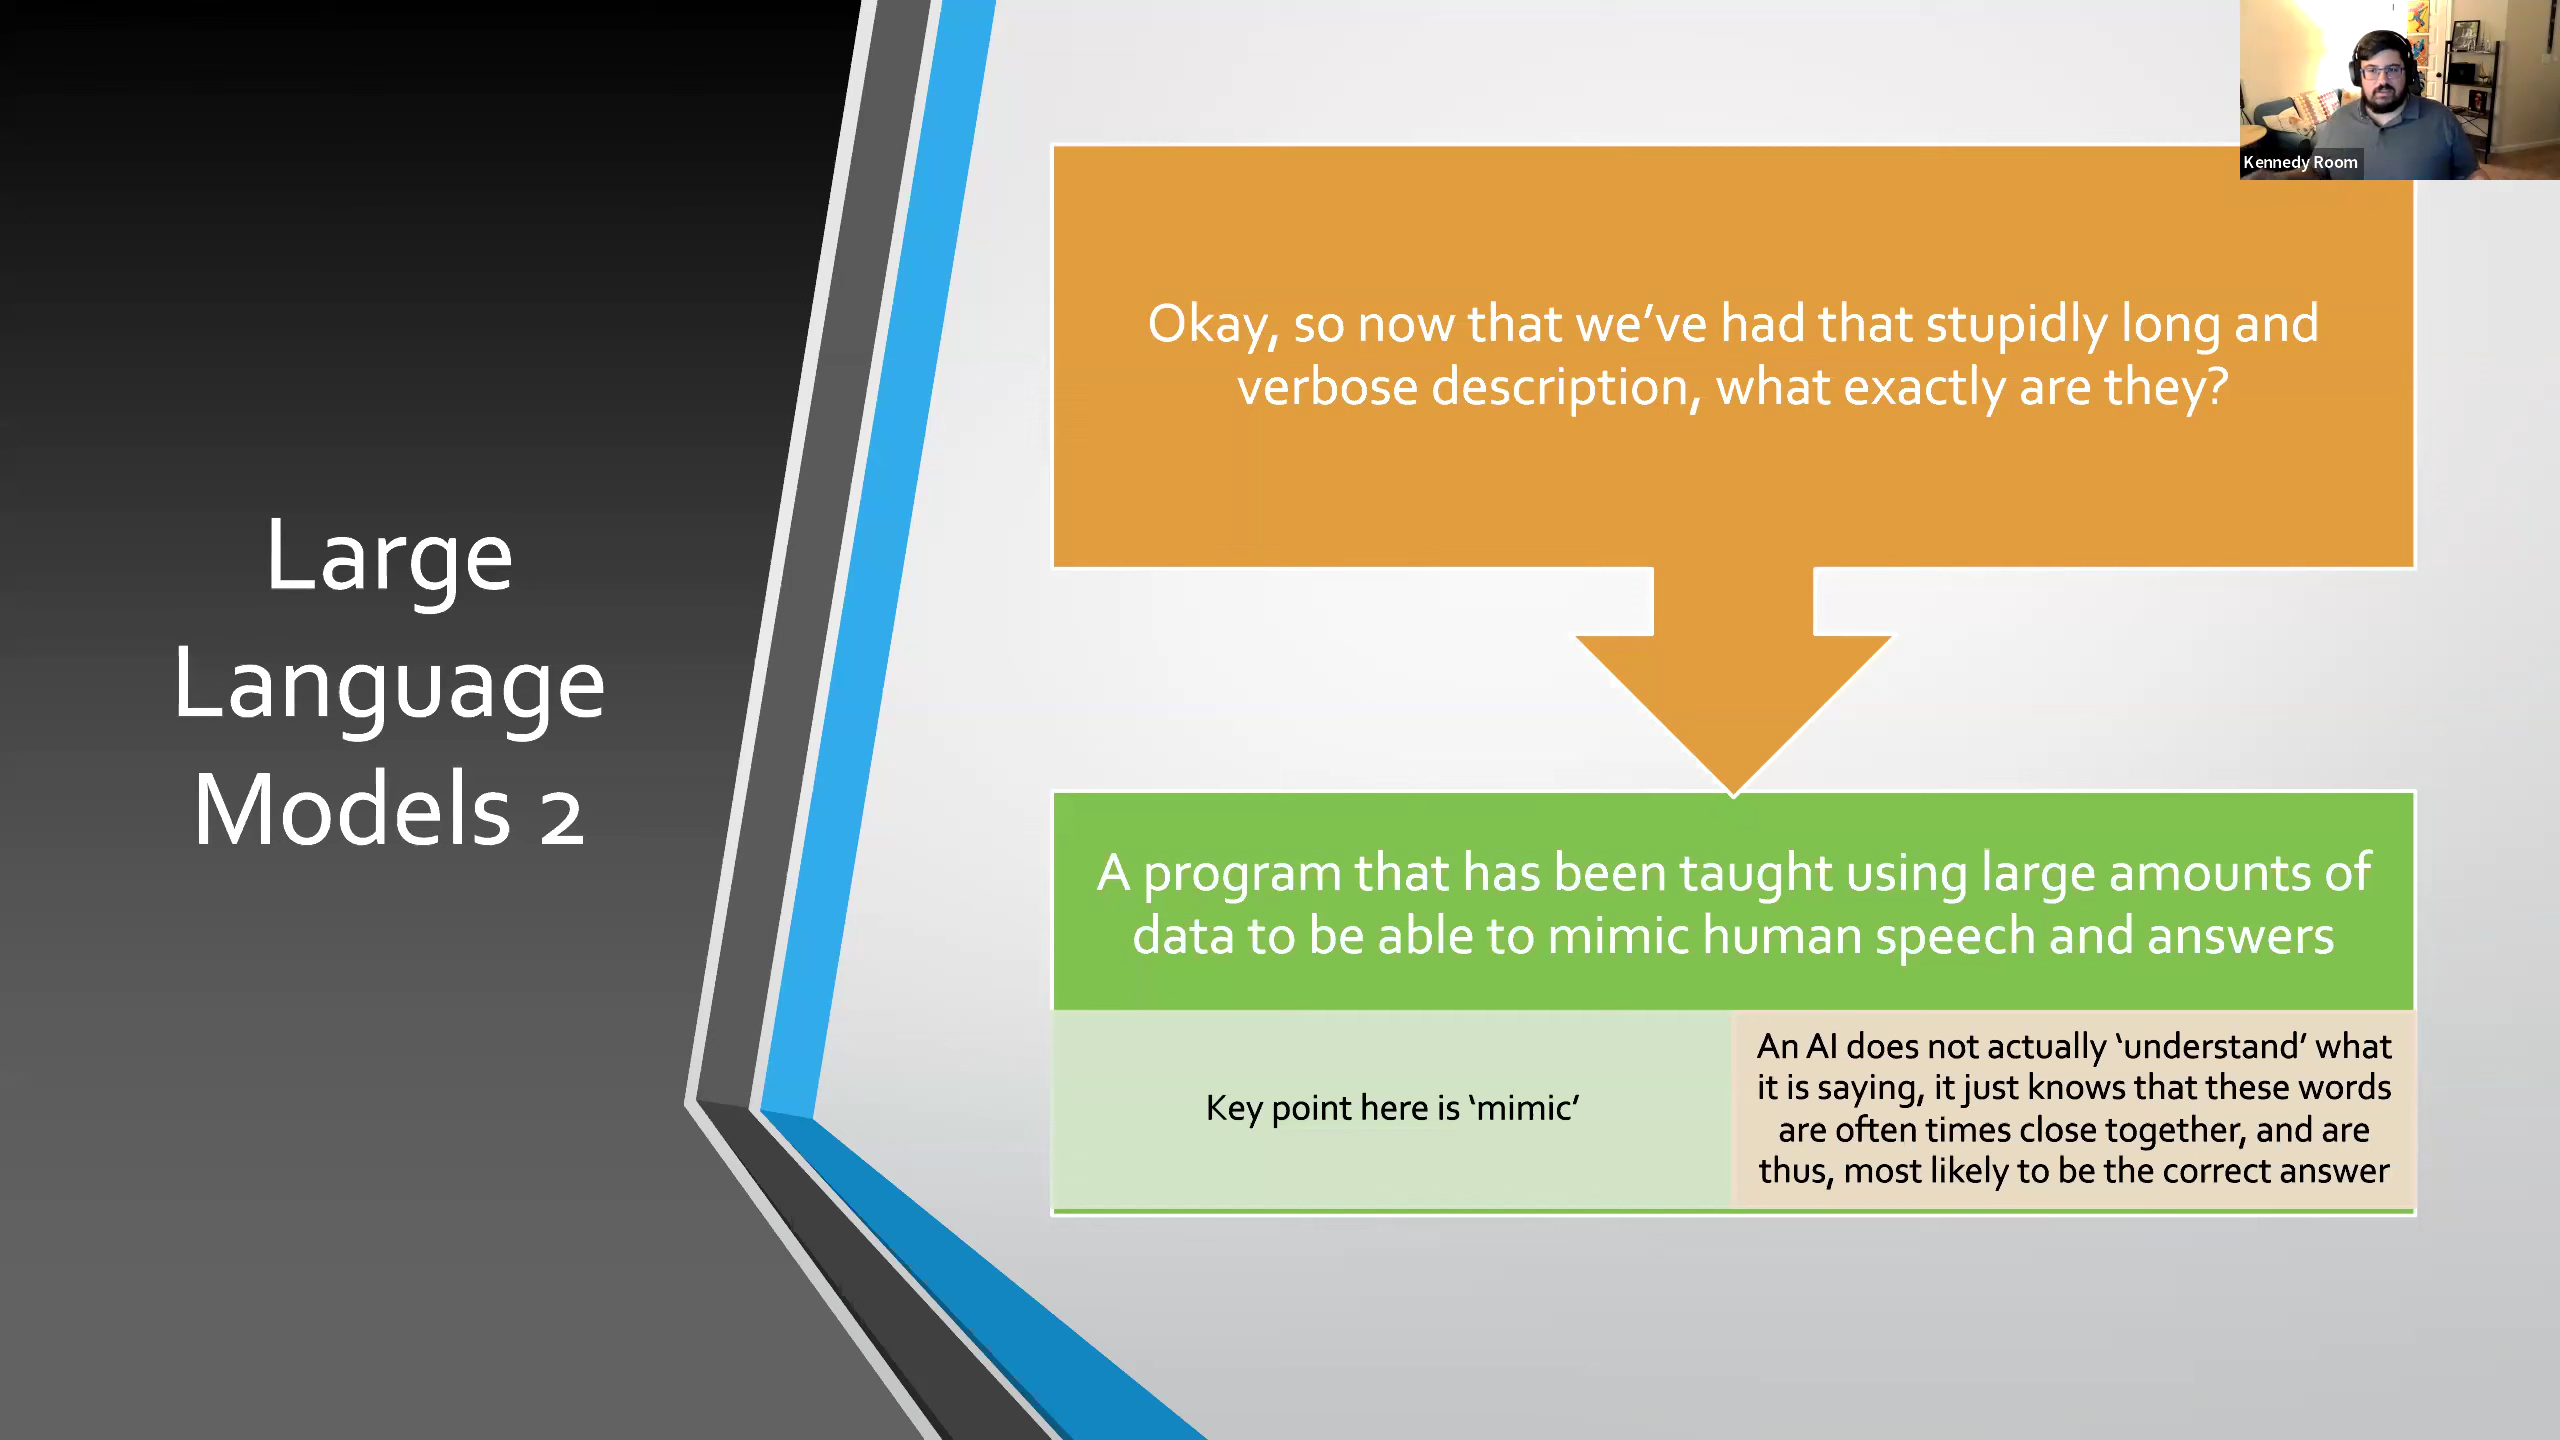 Large
Language
Models 2
Okay, so now that we’ve had that stupidly long and
verbose description, what exactly are they?
A program that has been taught using large amounts of
data to be able to mimic human speech and answers
Key point here is ‘mimic’
An AI does not actually ‘understand’ what
it is saying, it just knows that these words
are often times close together, and are
thus, most likely to be the correct answer
Kennedy Room